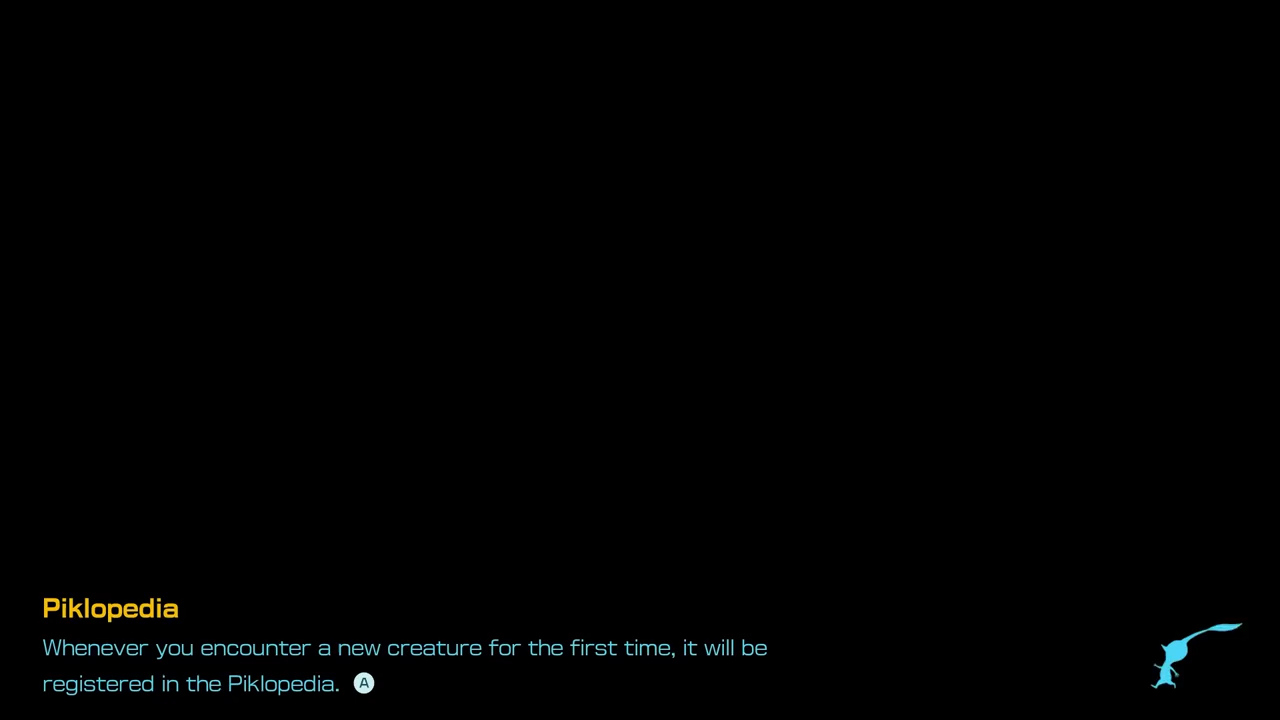 Piklopedia
Whenever you encounter a new creature for the first time, it will be
registered in the Piklopedia. A